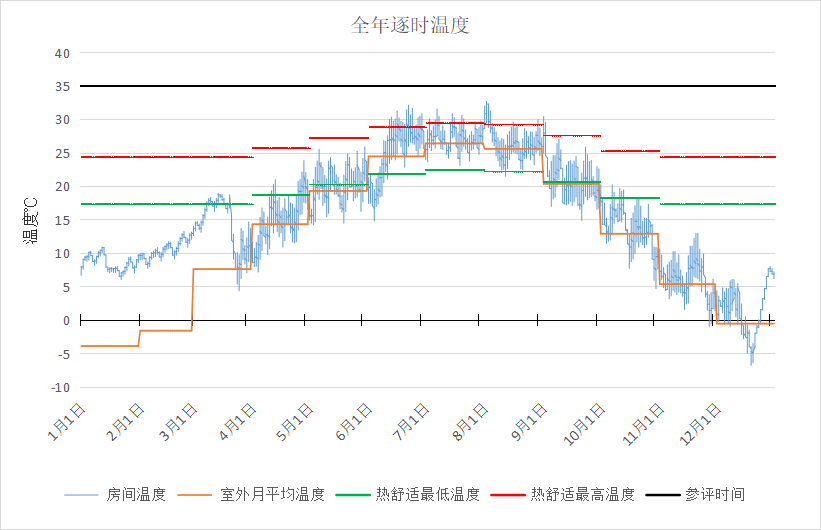 全年逐时温度
温度℃
40
35
30
25
20
15
10
5
0
-5
-10
1月1日
2月1日
3月1日
4月1日
5月1日
6月1日
7月1日
8月1日
9月1日
10月1日
11月1日
12月1日
房间温度 室外月平均温度 热舒适最低温度 热舒适最高温度 参评时间